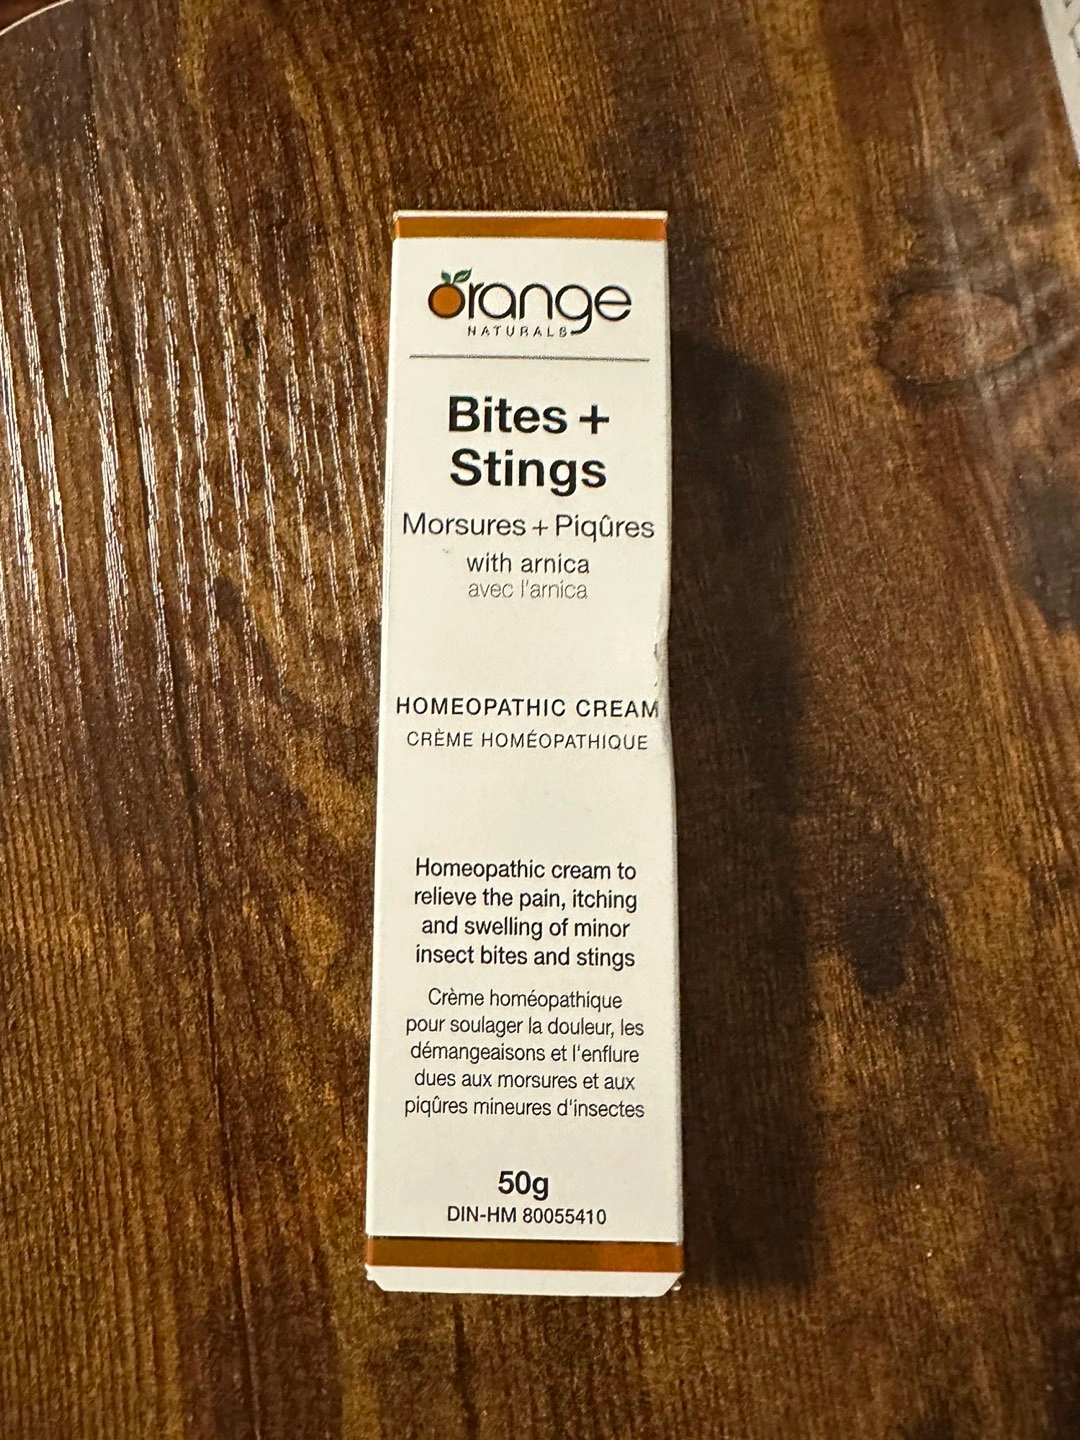 orange
NATURALS
Bites +
Stings
Morsures + Piqûres
with arnica
avec l'arnica
HOMEOPATHIC CREAM
CRÈME HOMÉOPATHIQUE
Homeopathic cream to
relieve the pain, itching
and swelling of minor
insect bites and stings
Crème homéopathique
pour soulager la douleur, les
démangeaisons et l'enflure
dues aux morsures et aux
piqûres mineures d'insectes
50g
DIN-HM 80055410